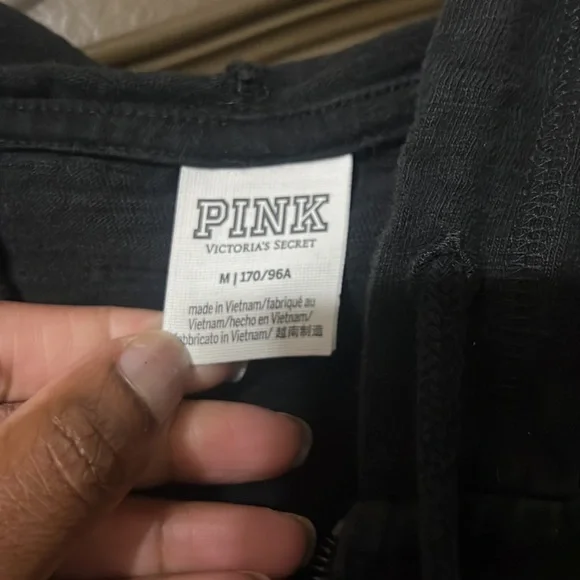 PINK
VICTORIA'S SECRET
M | 170/96A
made in Vietnam/fabriqué au
Vietnam/hecho en Vietnam/
fabbricato in Vietnam/ 越南制造